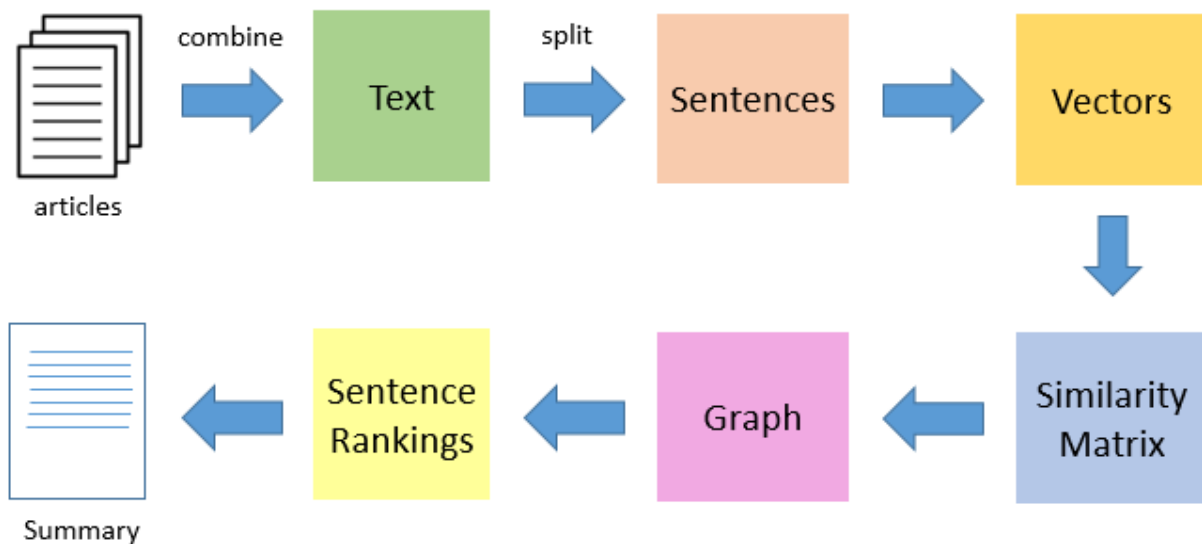 combine
split
Text
Sentences
Vectors
articles
Similarity
Matrix
Graph
Sentence
Rankings
Summary